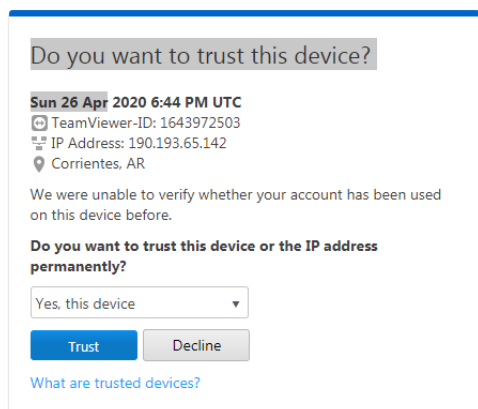 Do you want to trust this device?
Sun 26 Apr 2020 6:44 PM UTC
TeamViewer-ID: 1643972503
IP Address: 190.193.65.142
Corrientes, AR
We were unable to verify whether your account has been used
on this device before.
Do you want to trust this device or the IP address
permanently?
Yes, this device
Trust
Decline
What are trusted devices?